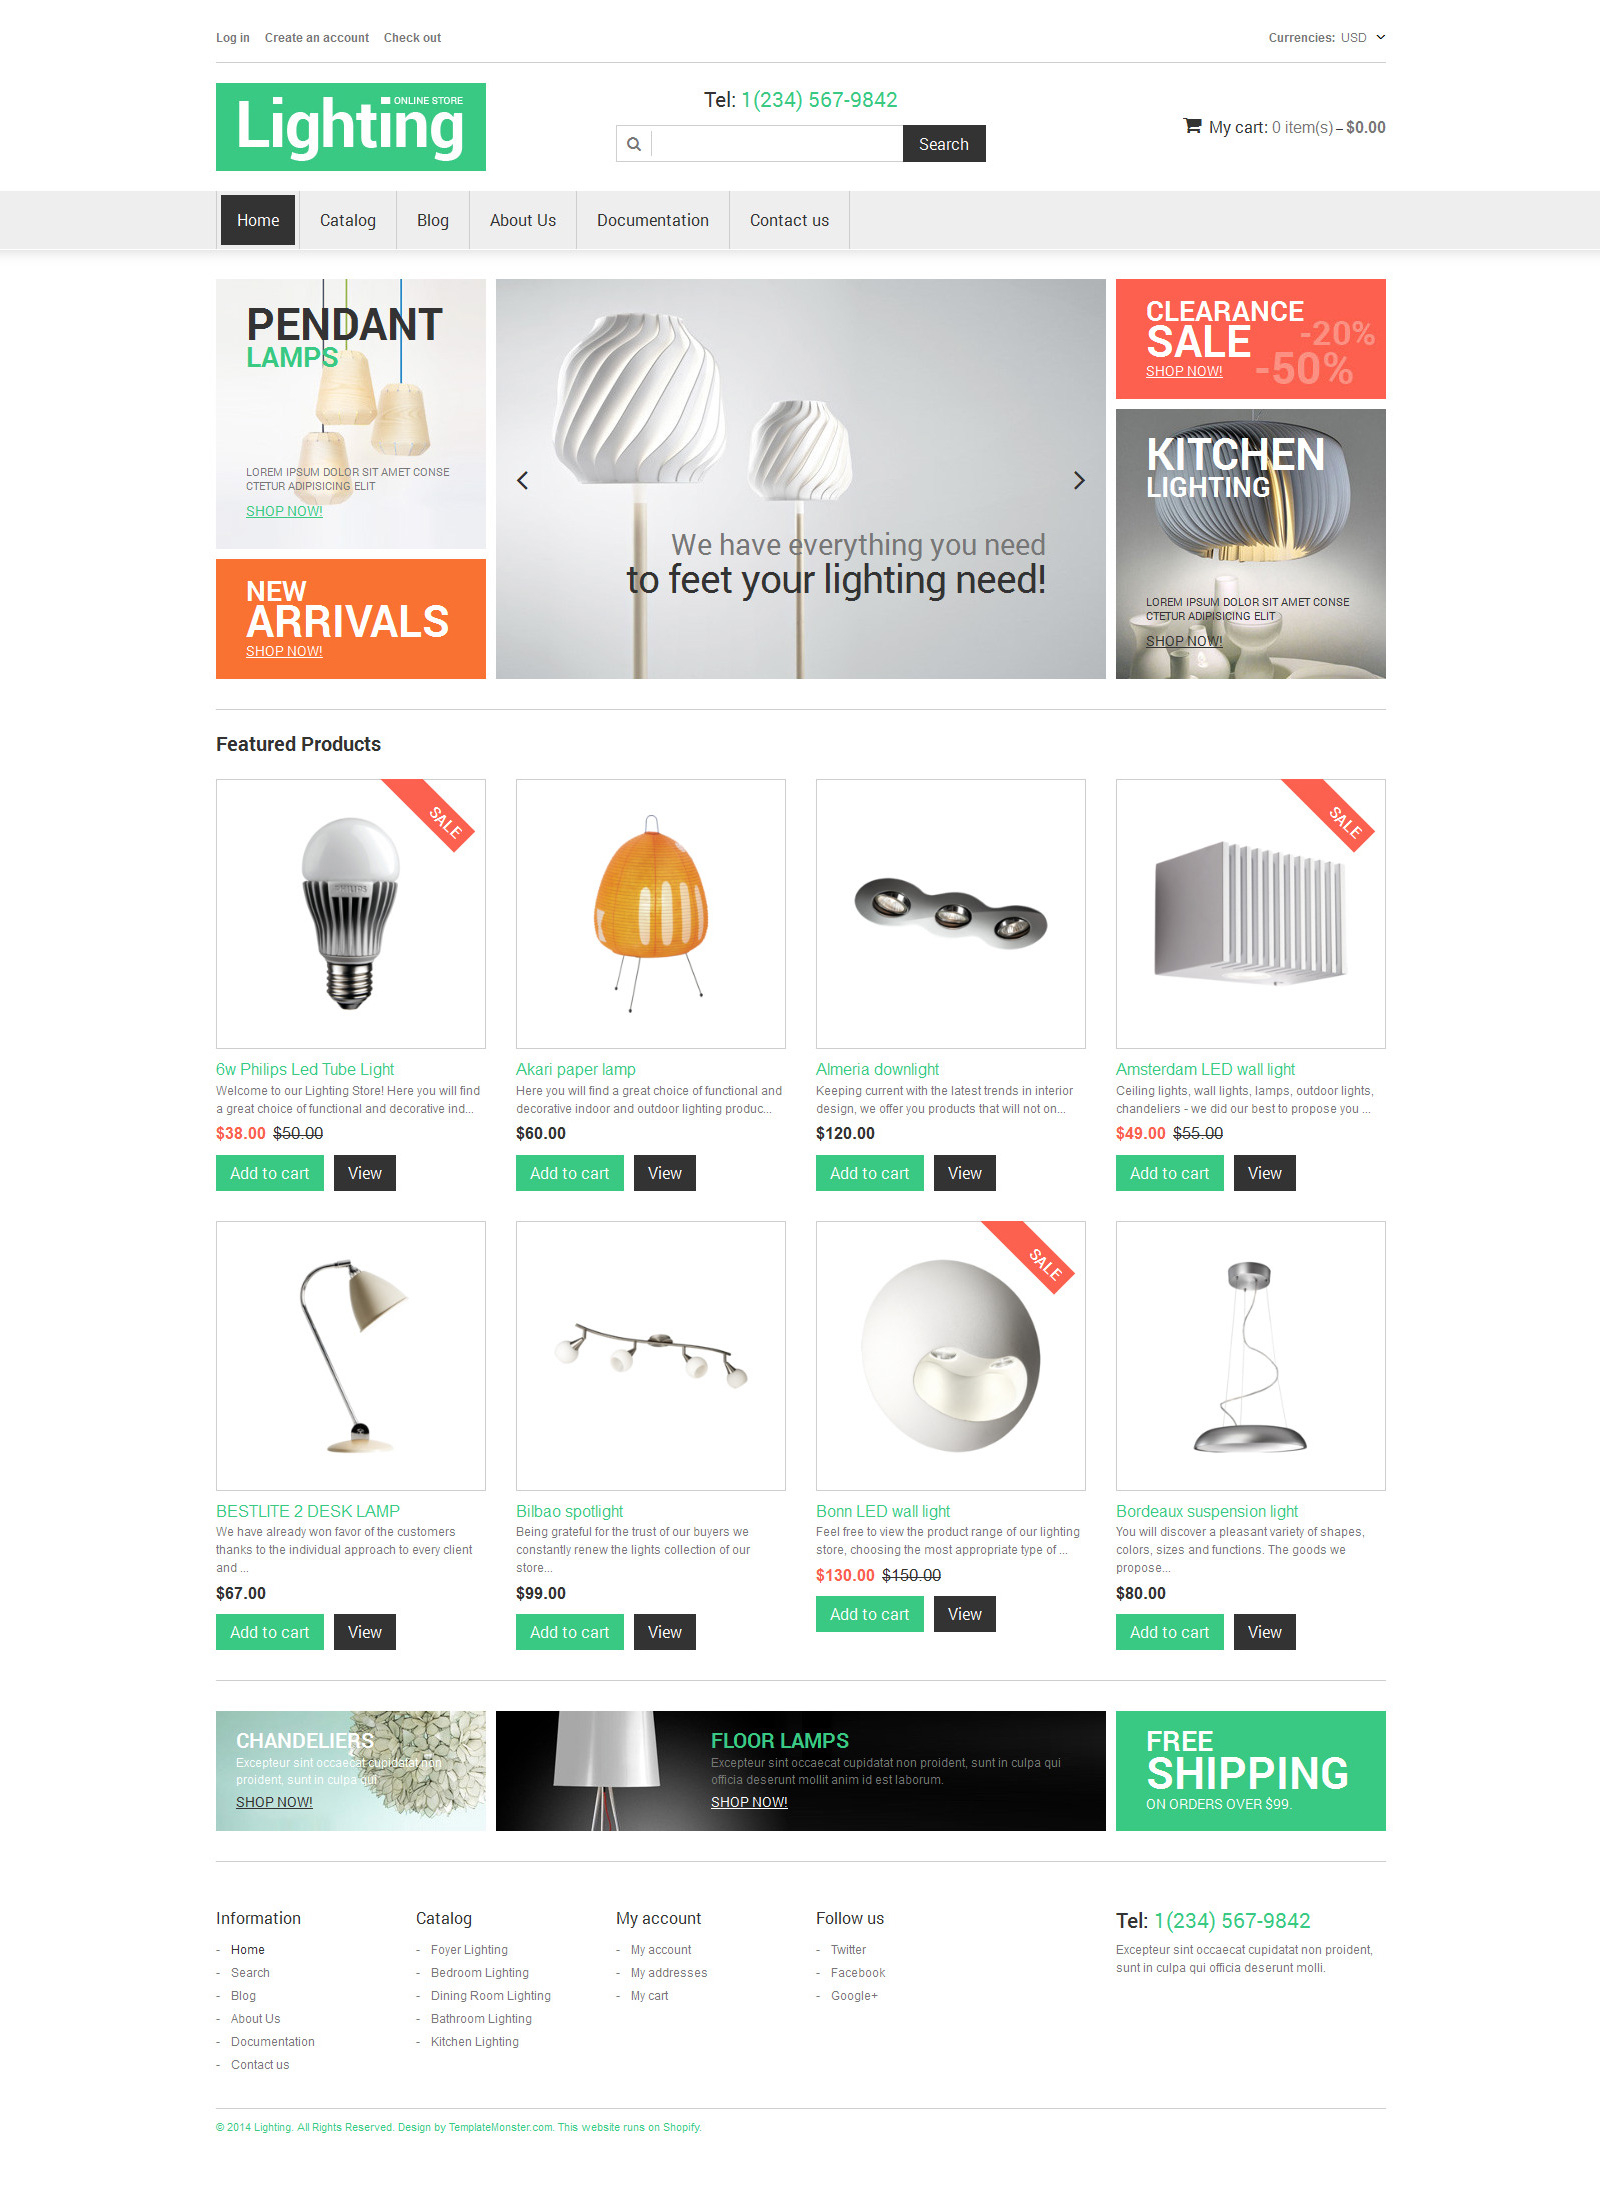 Log in Create an account Check out
Currencies: USD
Lighting ONLINE STORE
Tel: 1(234) 567-9842
Search
My cart: 0 item(s) – $0.00
Home Catalog Blog About Us Documentation Contact us
PENDANT
LAMPS
LOREM IPSUM DOLOR SIT AMET CONSE
CTETUR ADIPISICING ELIT
SHOP NOW!
NEW
ARRIVALS
SHOP NOW!
We have everything you need
to feet your lighting need!
CLEARANCE
SALE -20%
SHOP NOW! -50%
KITCHEN
LIGHTING
LOREM IPSUM DOLOR SIT AMET CONSE
CTETUR ADIPISICING ELIT
SHOP NOW!
Featured Products
SALE
PHILIPS
6w Philips Led Tube Light
Welcome to our Lighting Store! Here you will find
a great choice of functional and decorative ind...
$38.00 $50.00
Add to cart View
Akari paper lamp
Here you will find a great choice of functional and
decorative indoor and outdoor lighting produc...
$60.00
Add to cart View
Almeria downlight
Keeping current with the latest trends in interior
design, we offer you products that will not on...
$120.00
Add to cart View
SALE
Amsterdam LED wall light
Ceiling lights, wall lights, lamps, outdoor lights,
chandeliers - we did our best to propose you ...
$49.00 $55.00
Add to cart View
BESTLITE 2 DESK LAMP
We have already won favor of the customers
thanks to the individual approach to every client
and ...
$67.00
Add to cart View
Bilbao spotlight
Being grateful for the trust of our buyers we
constantly renew the lights collection of our
store...
$99.00
Add to cart View
SALE
Bonn LED wall light
Feel free to view the product range of our lighting
store, choosing the most appropriate type of ...
$130.00 $150.00
Add to cart View
Bordeaux suspension light
You will discover a pleasant variety of shapes,
colors, sizes and functions. The goods we
propose...
$80.00
Add to cart View
CHANDELIERS
Excepteur sint occaecat cupidatat non
proident, sunt in culpa qui
SHOP NOW!
FLOOR LAMPS
Excepteur sint occaecat cupidatat non proident, sunt in culpa qui
officia deserunt mollit anim id est laborum.
SHOP NOW!
FREE
SHIPPING
ON ORDERS OVER $99.
Information
- Home
- Search
- Blog
- About Us
- Documentation
- Contact us
Catalog
- Foyer Lighting
- Bedroom Lighting
- Dining Room Lighting
- Bathroom Lighting
- Kitchen Lighting
My account
- My account
- My addresses
- My cart
Follow us
- Twitter
- Facebook
- Google+
Tel: 1(234) 567-9842
Excepteur sint occaecat cupidatat non proident,
sunt in culpa qui officia deserunt molli.
© 2014 Lighting. All Rights Reserved. Design by TemplateMonster.com. This website runs on Shopify.